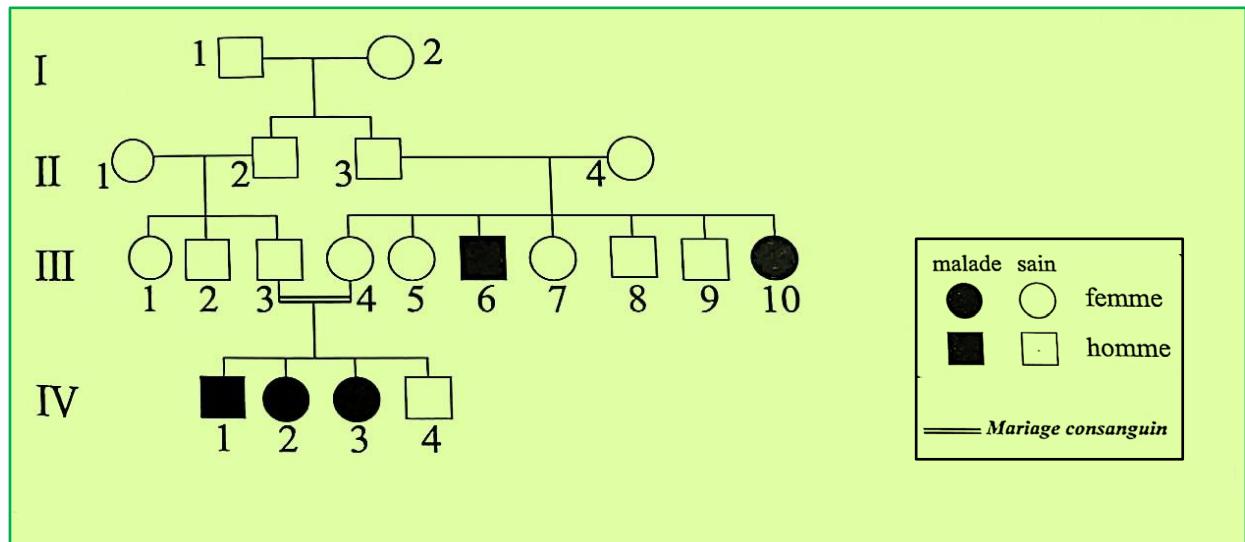 I 1 2
II 1 2 3 4
III 1 2 3 4 5 6 7 8 9 10
IV 1 2 3 4
malade sain
femme
homme
Mariage consanguin